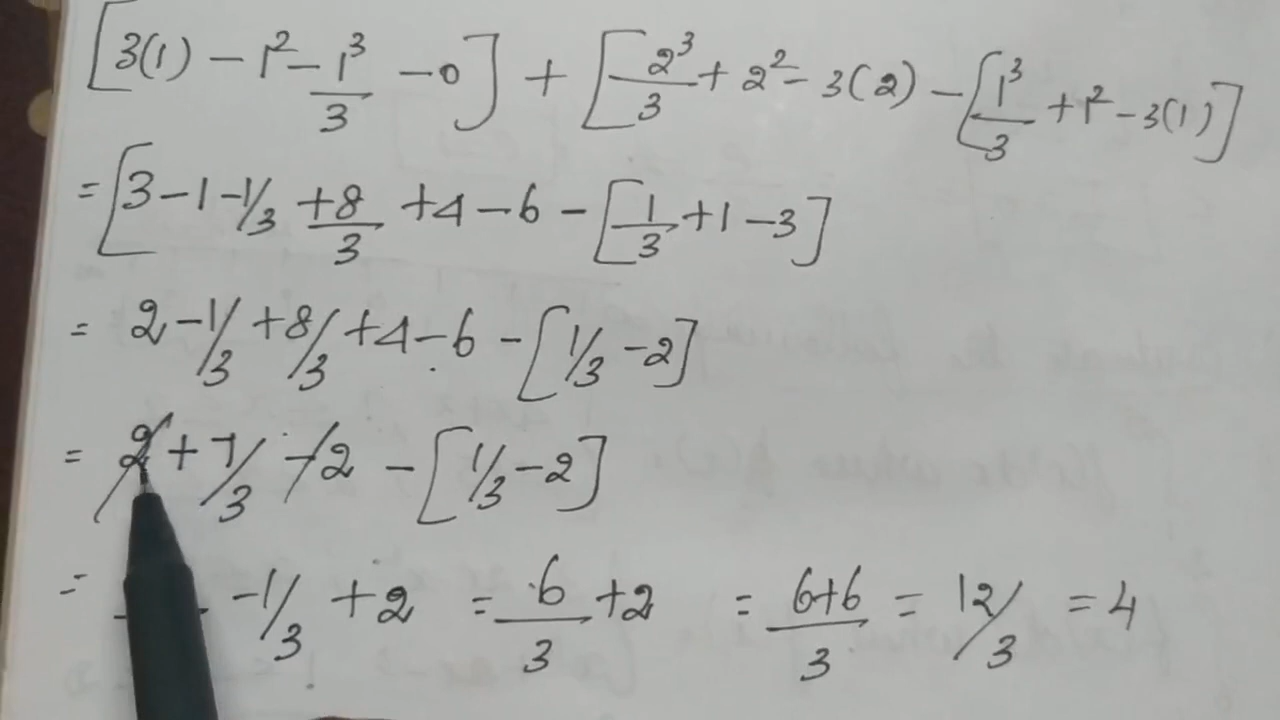 [3(1) - 1² - 1³/3 - 0] + [2³/3 + 2² - 3(2) - [1³/3 + 1² - 3(1)]
= [3 - 1 - 1/3 + 8/3 + 4 - 6 - [1/3 + 1 - 3]
= 2 - 1/3 + 8/3 + 4 - 6 - [1/3 - 2]
= 2 + 7/3 - 2 - [1/3 - 2]
= - 1/3 + 2 = 6/3 + 2 = 6+6/3 = 12/3 = 4